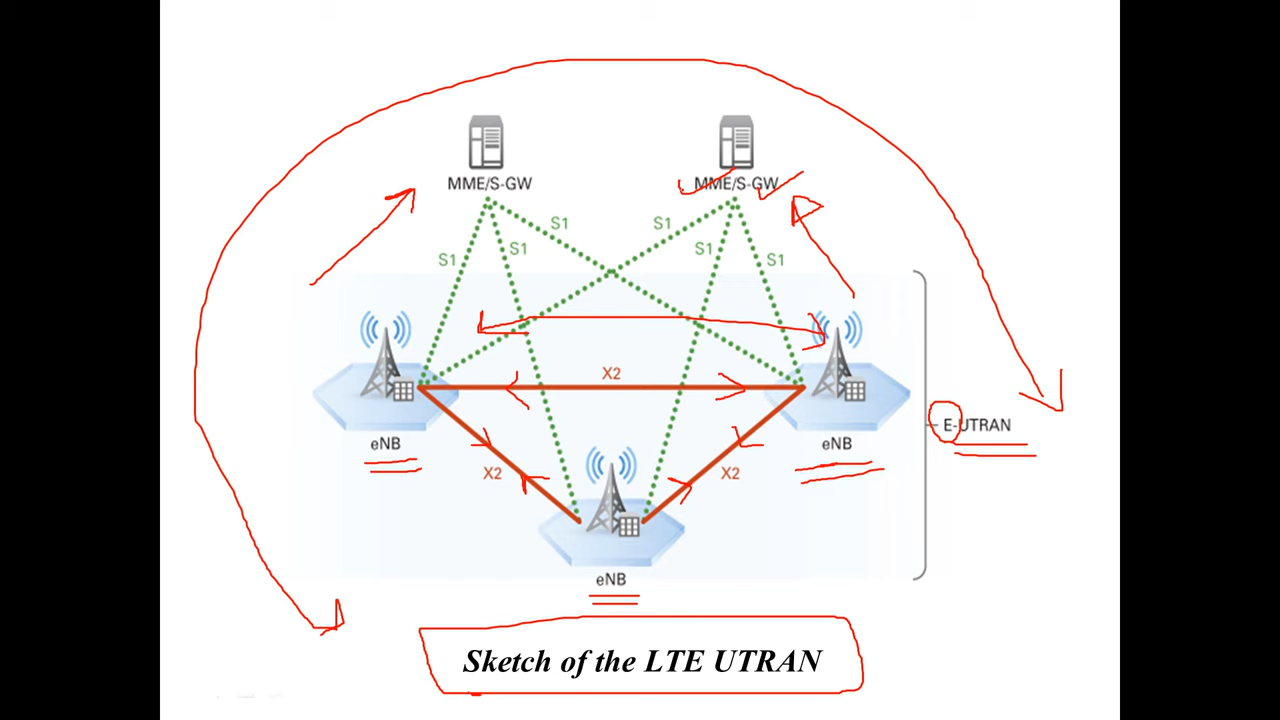 MME/S-GW
MME/S-GW
S1
S1
S1
S1
S1
S1
X2
eNB
eNB
E-UTRAN
X2
X2
eNB
Sketch of the LTE UTRAN